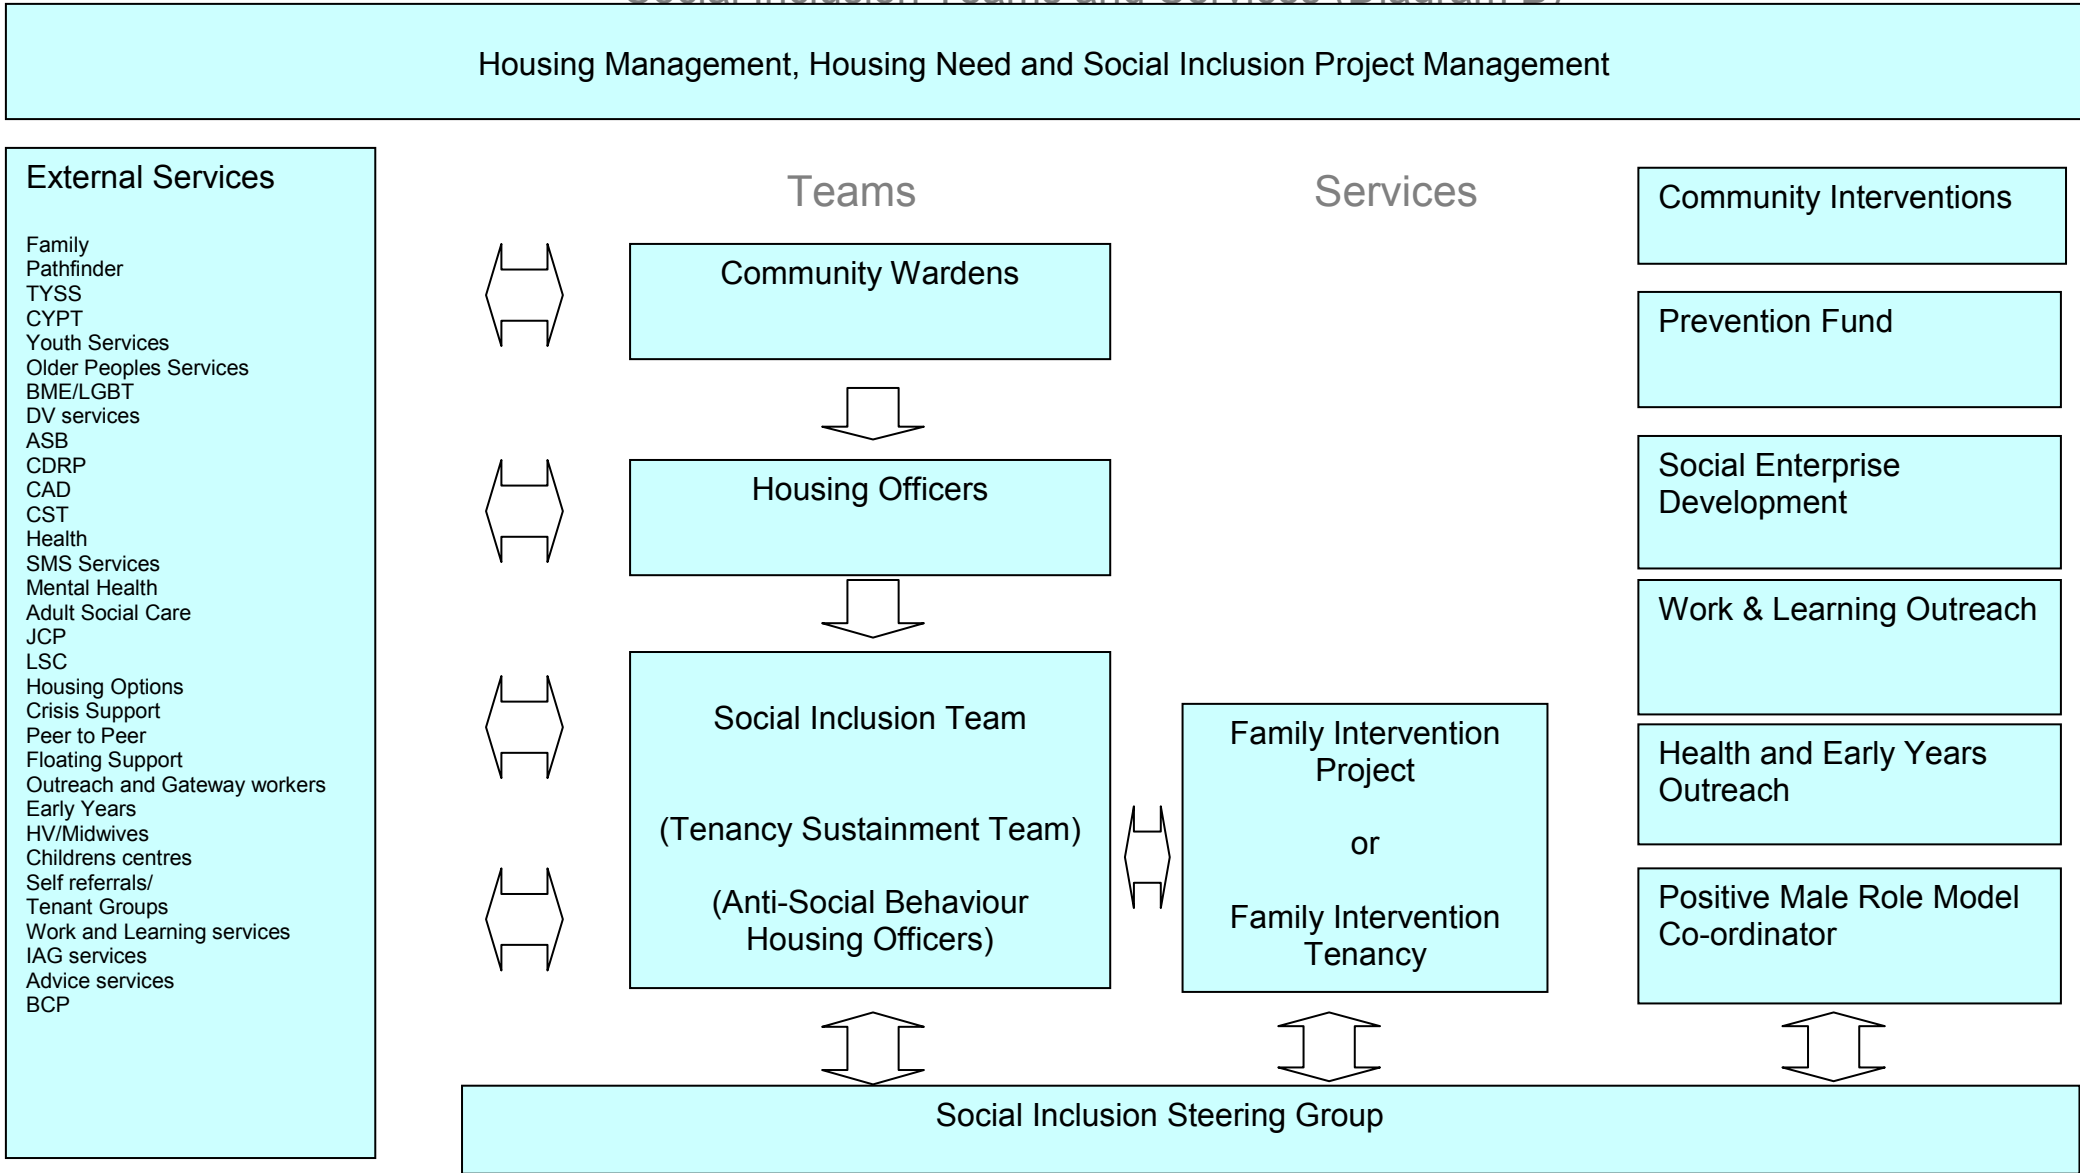 Social Inclusion Teams and Services (Diagram B)
Housing Management, Housing Need and Social Inclusion Project Management
External Services
Family
Pathfinder
TYSS
CYPT
Youth Services
Older Peoples Services
BME/LGBT
DV services
ASB
CDRP
CAD
CST
Health
SMS Services
Mental Health
Adult Social Care
JCP
LSC
Housing Options
Crisis Support
Peer to Peer
Floating Support
Outreach and Gateway workers
Early Years
HV/Midwives
Childrens centres
Self referrals/
Tenant Groups
Work and Learning services
IAG services
Advice services
BCP
Teams
Community Wardens
Housing Officers
Social Inclusion Team
(Tenancy Sustainment Team)
(Anti-Social Behaviour
Housing Officers)
Services
Family Intervention
Project
or
Family Intervention
Tenancy
Community Interventions
Prevention Fund
Social Enterprise
Development
Work & Learning Outreach
Health and Early Years
Outreach
Positive Male Role Model
Co-ordinator
Social Inclusion Steering Group